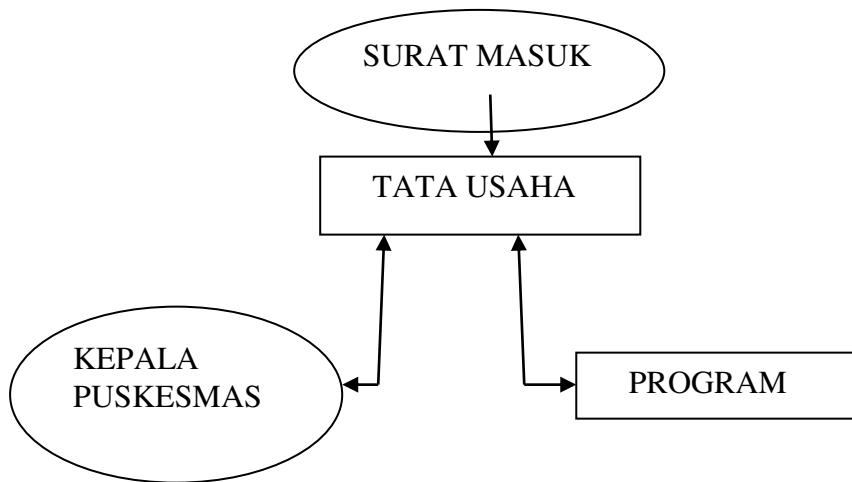 SURAT MASUK
TATA USAHA
KEPALA
PUSKESMAS
PROGRAM